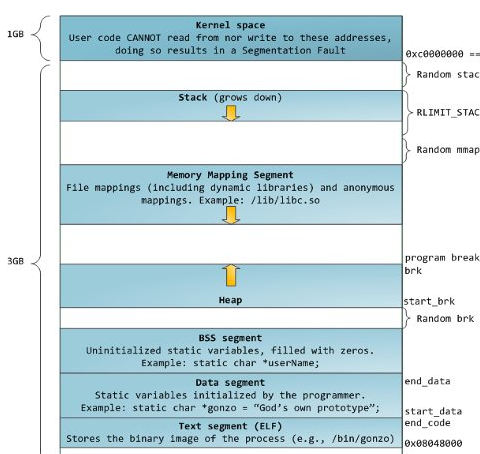 Kernel space
1GB
User code CANNOT read from nor write to these addresses,
doing so results in a Segmentation Fault
0xc0000000 ==
Random stac
Stack (grows down)
RLIMIT_STAC
Random mmap
Memory Mapping Segment
File mappings (including dynamic libraries) and anonymous
mappings. Example: /lib/libc.so
3GB
program break
brk
Heap
start_brk
Random brk
BSS segment
Uninitialized static variables, filled with zeros.
Example: static char *userName;
Data segment
end_data
Static variables initialized by the programmer.
Example: static char *gonzo = “God’s own prototype”;
start_data
end_code
Text segment (ELF)
Stores the binary image of the process (e.g., /bin/gonzo)
0x08048000